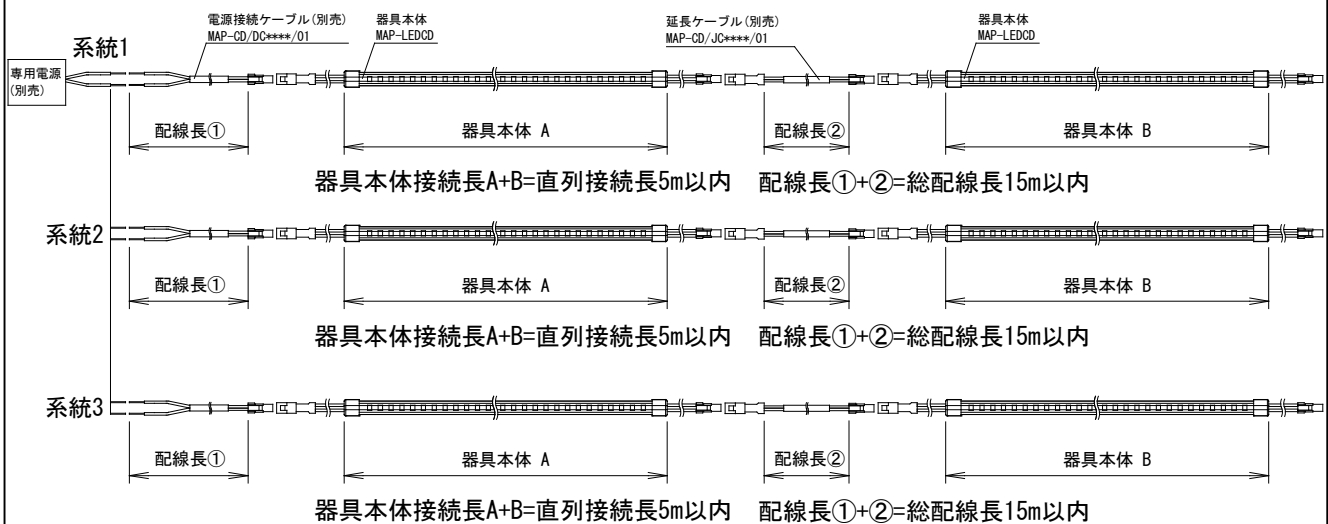 電源接続ケーブル(別売)
MAP-CD/DC****/01
器具本体
MAP-LEDCD
延長ケーブル(別売)
MAP-CD/JC****/01
器具本体
MAP-LEDCD
系統1
専用電源
(別売)
配線長①
器具本体 A
配線長②
器具本体 B
器具本体接続長A+B=直列接続長5m以内 配線長①+②=総配線長15m以内
系統2
配線長①
器具本体 A
配線長②
器具本体 B
器具本体接続長A+B=直列接続長5m以内 配線長①+②=総配線長15m以内
系統3
配線長①
器具本体 A
配線長②
器具本体 B
器具本体接続長A+B=直列接続長5m以内 配線長①+②=総配線長15m以内